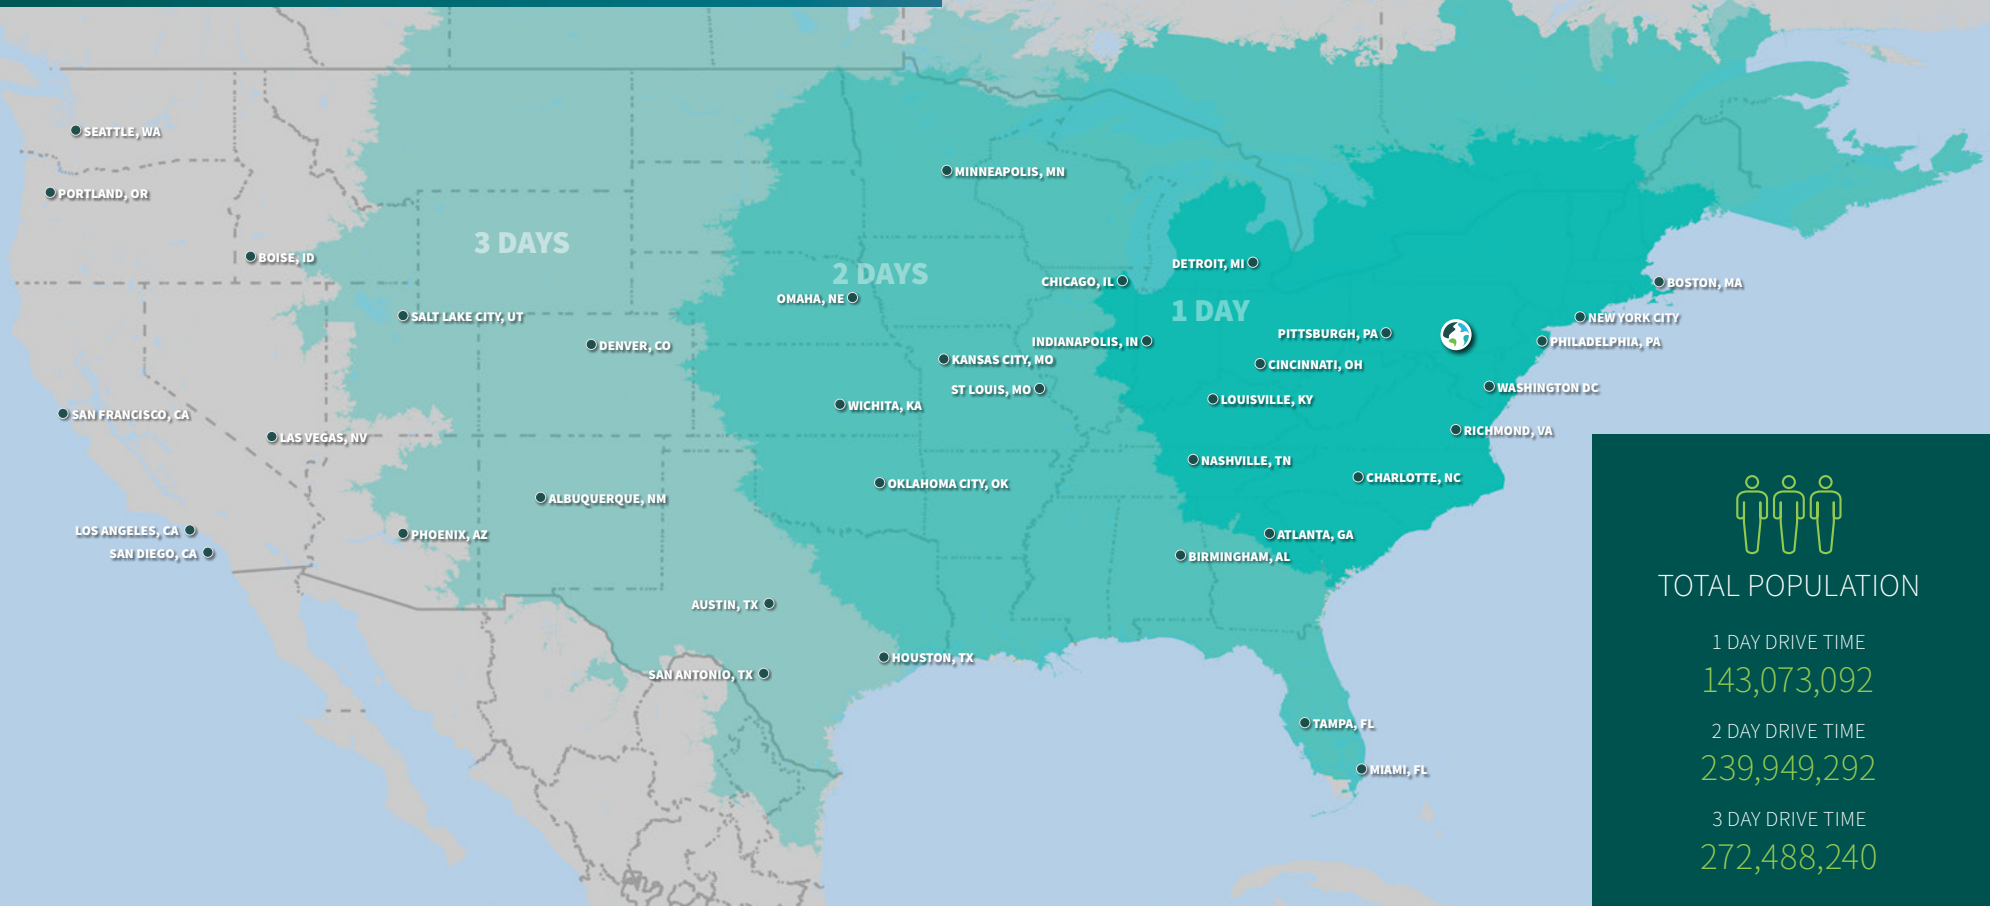 SEATTLE, WA
MINNEAPOLIS, MN
PORTLAND, OR
3 DAYS
BOISE, ID
2 DAYS
DETROIT, MI
CHICAGO, IL
BOSTON, MA
OMAHA, NE
1 DAY
SALT LAKE CITY, UT
NEW YORK CITY
PITTSBURGH, PA
DENVER, CO
INDIANAPOLIS, IN
PHILADELPHIA, PA
KANSAS CITY, MO
CINCINNATI, OH
ST LOUIS, MO
WASHINGTON DC
LOUISVILLE, KY
WICHITA, KA
SAN FRANCISCO, CA
RICHMOND, VA
LAS VEGAS, NV
NASHVILLE, TN
CHARLOTTE, NC
OKLAHOMA CITY, OK
ALBUQUERQUE, NM
LOS ANGELES, CA
PHOENIX, AZ
ATLANTA, GA
SAN DIEGO, CA
BIRMINGHAM, AL
AUSTIN, TX
HOUSTON, TX
SAN ANTONIO, TX
TAMPA, FL
MIAMI, FL
TOTAL POPULATION
1 DAY DRIVE TIME
143,073,092
2 DAY DRIVE TIME
239,949,292
3 DAY DRIVE TIME
272,488,240